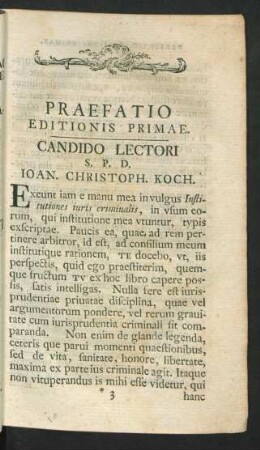 PRAEFATIO
EDITIONIS PRIMAE.
CANDIDO LECTORI
S. P. D.
IOAN. CHRISTOPH. KOCH.
Exeunt iam e manu mea in vulgus Insti-
tutiones iuris criminalis, in vsum eo-
rum, qui institutione mea vtuntur, typis
exscriptae. Paucis ea, quae ad rem per-
tinere arbitror, id est, ad consilium meum
institutique rationem, TE docebo, vt, iis
perspectis, quid ego praestiterim, quem-
que fructum TV ex hoc libro capere pos-
sis, satis intelligas. Nulla fere est iuris-
prudentiae priuatae disciplina, quae vel
argumentorum pondere, vel rerum graui-
tate cum iurisprudentia criminali sit com-
paranda. Non enim de glande legenda,
ceteris que parui momenti quaestionibus,
sed de vita, sanitate, honore, libertate,
maxima ex parte ius criminale agit. Itaque
non vituperandus is mihi esse videtur, qui
* 3 hanc